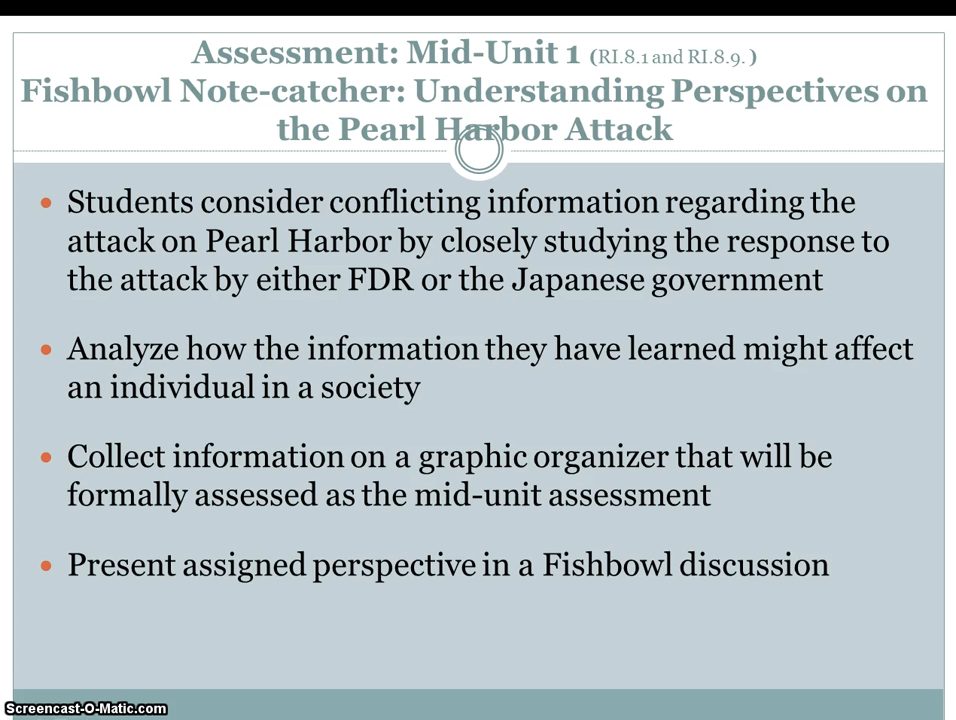 Assessment: Mid-Unit 1 (RI.8.1 and RI.8.9. )
Fishbowl Note-catcher: Understanding Perspectives on
the Pearl Harbor Attack
• Students consider conflicting information regarding the
attack on Pearl Harbor by closely studying the response to
the attack by either FDR or the Japanese government
• Analyze how the information they have learned might affect
an individual in a society
• Collect information on a graphic organizer that will be
formally assessed as the mid-unit assessment
• Present assigned perspective in a Fishbowl discussion
Screencast-O-Matic.com